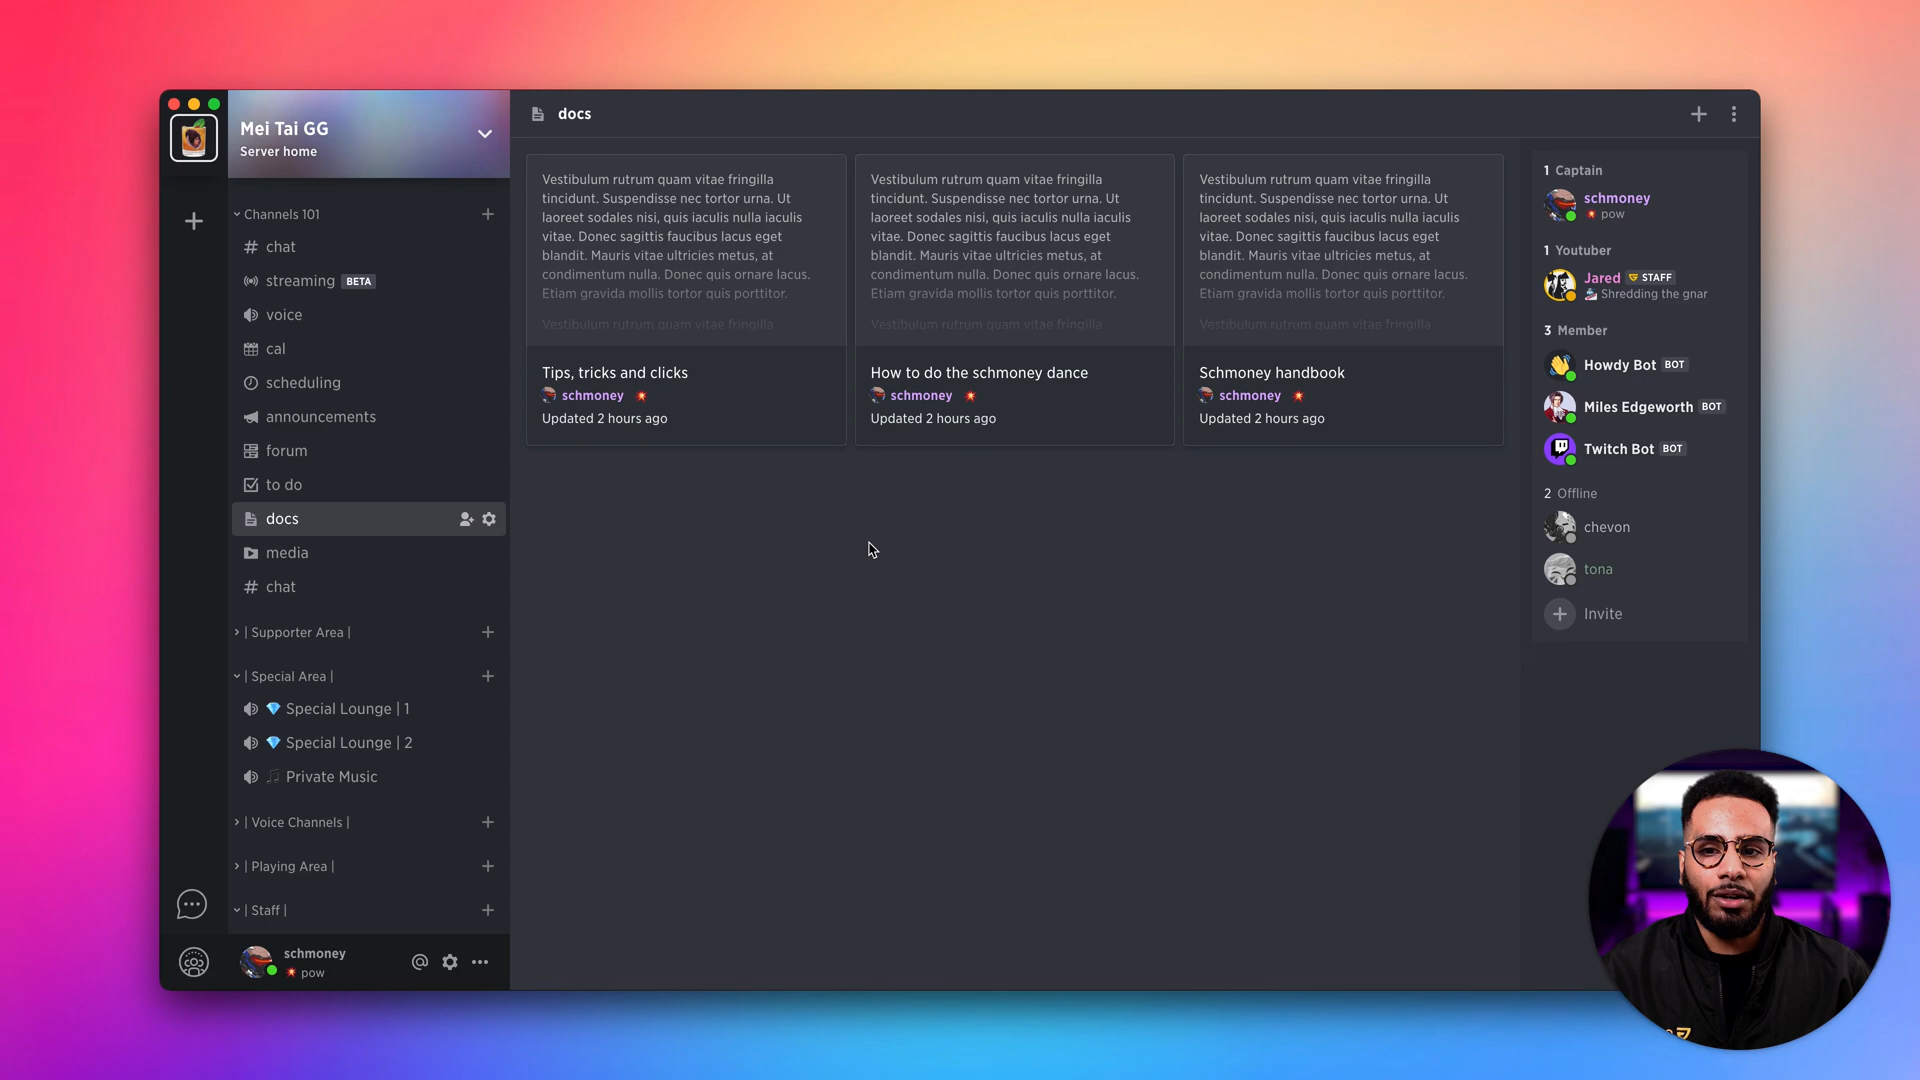 Mei Tai GG
Server home
Channels 101
chat
streaming BETA
voice
cal
scheduling
announcements
forum
to do
docs
media
chat
| Supporter Area |
| Special Area |
Special Lounge | 1
Special Lounge | 2
Private Music
| Voice Channels |
| Playing Area |
| Staff |
schmoney
pow
docs
Vestibulum rutrum quam vitae fringilla
tincidunt. Suspendisse nec tortor urna. Ut
laoreet sodales nisi, quis iaculis nulla iaculis
vitae. Donec sagittis faucibus lacus eget
blandit. Mauris vitae ultricies metus, at
condimentum nulla. Donec quis ornare lacus.
Etiam gravida mollis tortor quis porttitor.
Vestibulum rutrum quam vitae fringilla
Tips, tricks and clicks
schmoney
Updated 2 hours ago
Vestibulum rutrum quam vitae fringilla
tincidunt. Suspendisse nec tortor urna. Ut
laoreet sodales nisi, quis iaculis nulla iaculis
vitae. Donec sagittis faucibus lacus eget
blandit. Mauris vitae ultricies metus, at
condimentum nulla. Donec quis ornare lacus.
Etiam gravida mollis tortor quis porttitor.
Vestibulum rutrum quam vitae fringilla
How to do the schmoney dance
schmoney
Updated 2 hours ago
Vestibulum rutrum quam vitae fringilla
tincidunt. Suspendisse nec tortor urna. Ut
laoreet sodales nisi, quis iaculis nulla iaculis
vitae. Donec sagittis faucibus lacus eget
blandit. Mauris vitae ultricies metus, at
condimentum nulla. Donec quis ornare lacus.
Etiam gravida mollis tortor quis porttitor.
Vestibulum rutrum quam vitae fringilla
Schmoney handbook
schmoney
Updated 2 hours ago
1 Captain
schmoney
pow
1 Youtuber
Jared STAFF
Shredding the gnar
3 Member
Howdy Bot BOT
Miles Edgeworth BOT
Twitch Bot BOT
2 Offline
chevon
tona
Invite